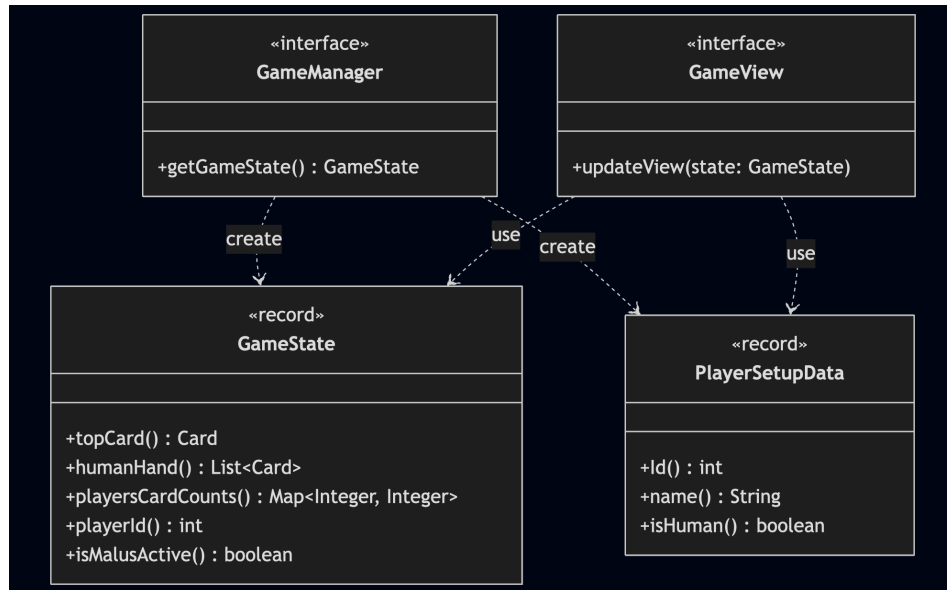 «interface»
GameManager
+getGameState() : GameState
«interface»
GameView
+updateView(state: GameState)
create
use
create
use
«record»
GameState
+topCard() : Card
+humanHand() : List<Card>
+playersCardCounts() : Map<Integer, Integer>
+playerId() : int
+isMalusActive() : boolean
«record»
PlayerSetupData
+Id() : int
+name() : String
+isHuman() : boolean